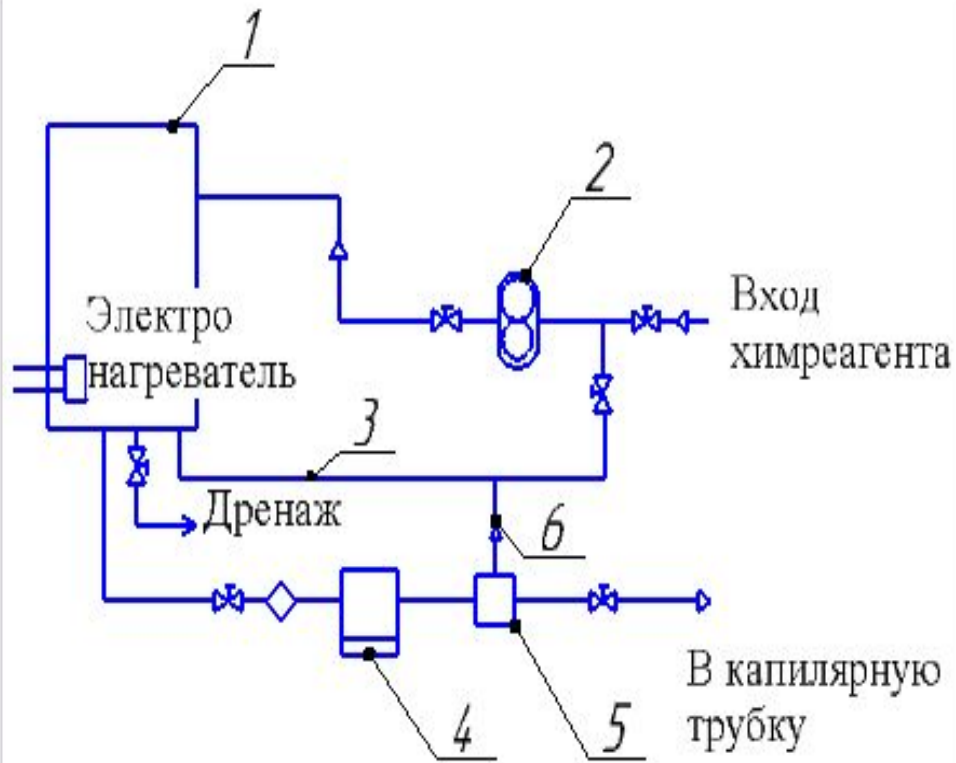 1
2
Вход
химреагента
Электро
нагреватель
3
Дренаж
6
В капилярную
трубку
4
5